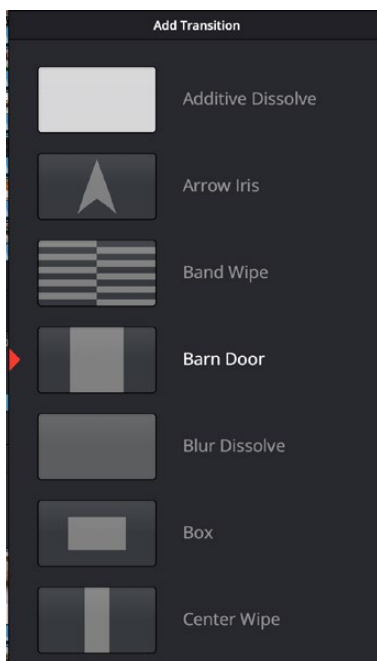 Add Transition
Additive Dissolve
Arrow Iris
Band Wipe
Barn Door
Blur Dissolve
Box
Center Wipe